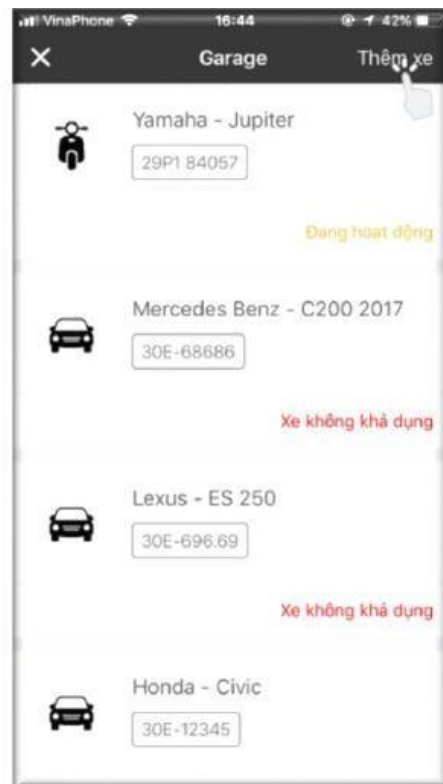 VinaPhone 16:44 42%
Garage Thêm xe
Yamaha - Jupiter
29P1 84057
Đang hoạt động
Mercedes Benz - C200 2017
30E-68686
Xe không khả dụng
Lexus - ES 250
30E-696.69
Xe không khả dụng
Honda - Civic
30E-12345